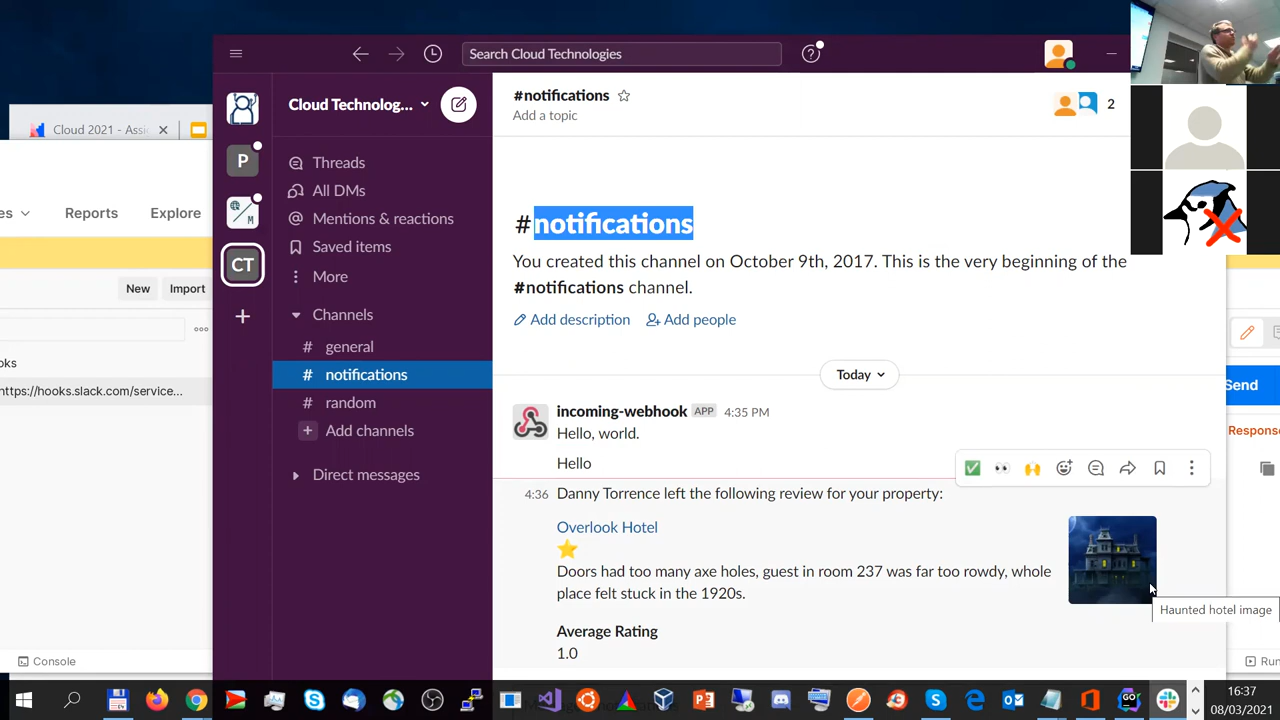 Search Cloud Technologies
Cloud 2021 - Assi
Cloud Technolog...
#notifications
Add a topic
2
P
M
CT
Threads
All DMs
Mentions & reactions
Saved items
More
Channels
# general
# notifications
# random
Add channels
Direct messages
es
Reports
Explore
New
Import
ooks
https://hooks.slack.com/service...
Console
#notifications
You created this channel on October 9th, 2017. This is the very beginning of the
#notifications channel.
Add description
Add people
Today
incoming-webhook APP 4:35 PM
Hello, world.
Hello
4:36 Danny Torrence left the following review for your property:
Overlook Hotel
Doors had too many axe holes, guest in room 237 was far too rowdy, whole
place felt stuck in the 1920s.
Average Rating
1.0
Haunted hotel image
Send
Respons
Run
16:37
08/03/2021